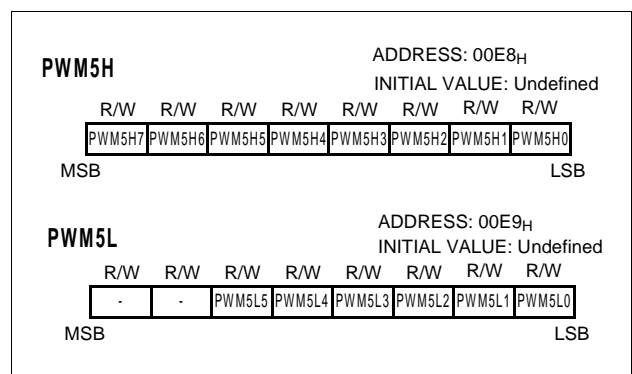 PWM5H
ADDRESS: 00E8H
INITIAL VALUE: Undefined
R/W R/W R/W R/W R/W R/W R/W R/W
PWM5H7 PWM5H6 PWM5H5 PWM5H4 PWM5H3 PWM5H2 PWM5H1 PWM5H0
MSB LSB
PWM5L
ADDRESS: 00E9H
INITIAL VALUE: Undefined
R/W R/W R/W R/W R/W R/W R/W R/W
- - PWM5L5 PWM5L4 PWM5L3 PWM5L2 PWM5L1 PWM5L0
MSB LSB